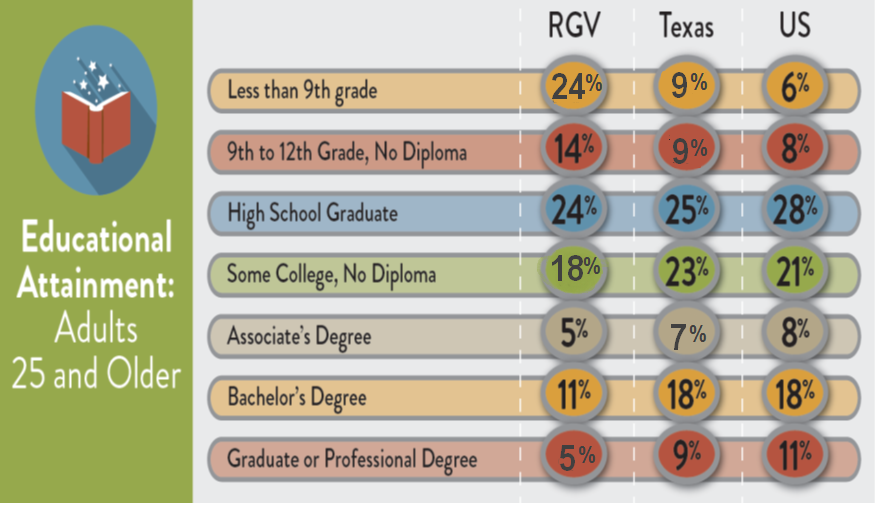 Educational
Attainment:
Adults
25 and Older
RGV Texas US
Less than 9th grade 24% 9% 6%
9th to 12th Grade, No Diploma 14% 9% 8%
High School Graduate 24% 25% 28%
Some College, No Diploma 18% 23% 21%
Associate's Degree 5% 7% 8%
Bachelor's Degree 11% 18% 18%
Graduate or Professional Degree 5% 9% 11%